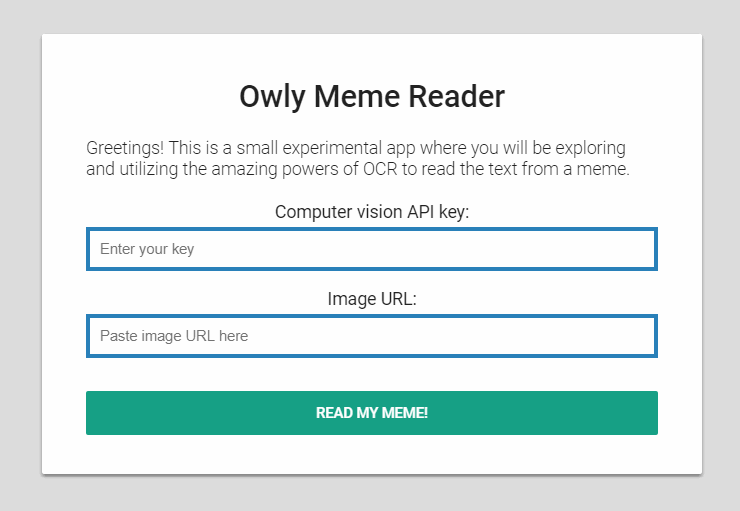 Owly Meme Reader
Greetings! This is a small experimental app where you will be exploring
and utilizing the amazing powers of OCR to read the text from a meme.
Computer vision API key:
Enter your key
Image URL:
Paste image URL here
READ MY MEME!